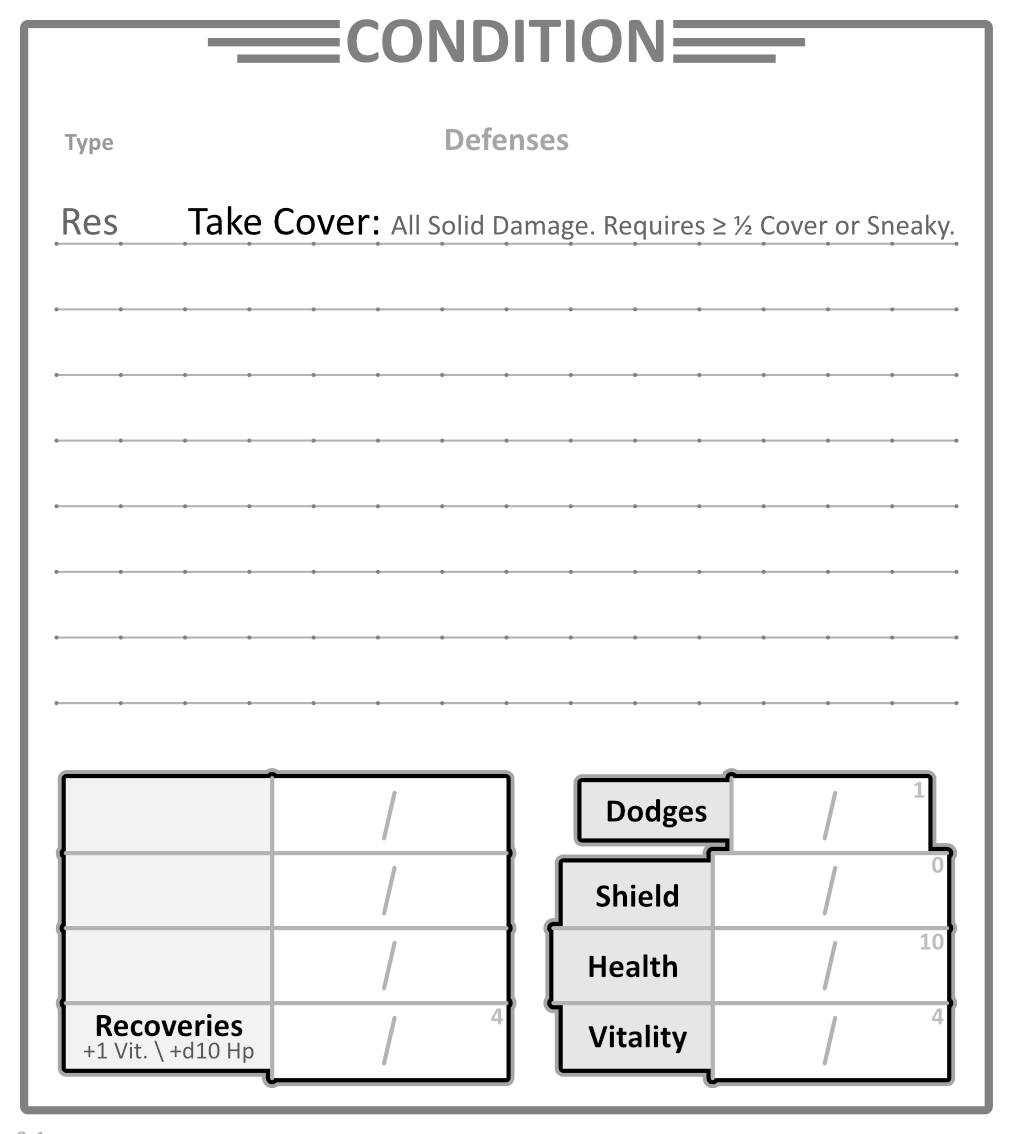 CONDITION
Type Defenses
Res Take Cover: All Solid Damage. Requires ≥ ½ Cover or Sneaky.
/ Dodges / 1
/ Shield / 0
/ Health / 10
Recoveries / 4 Vitality / 4
+1 Vit. \ +d10 Hp